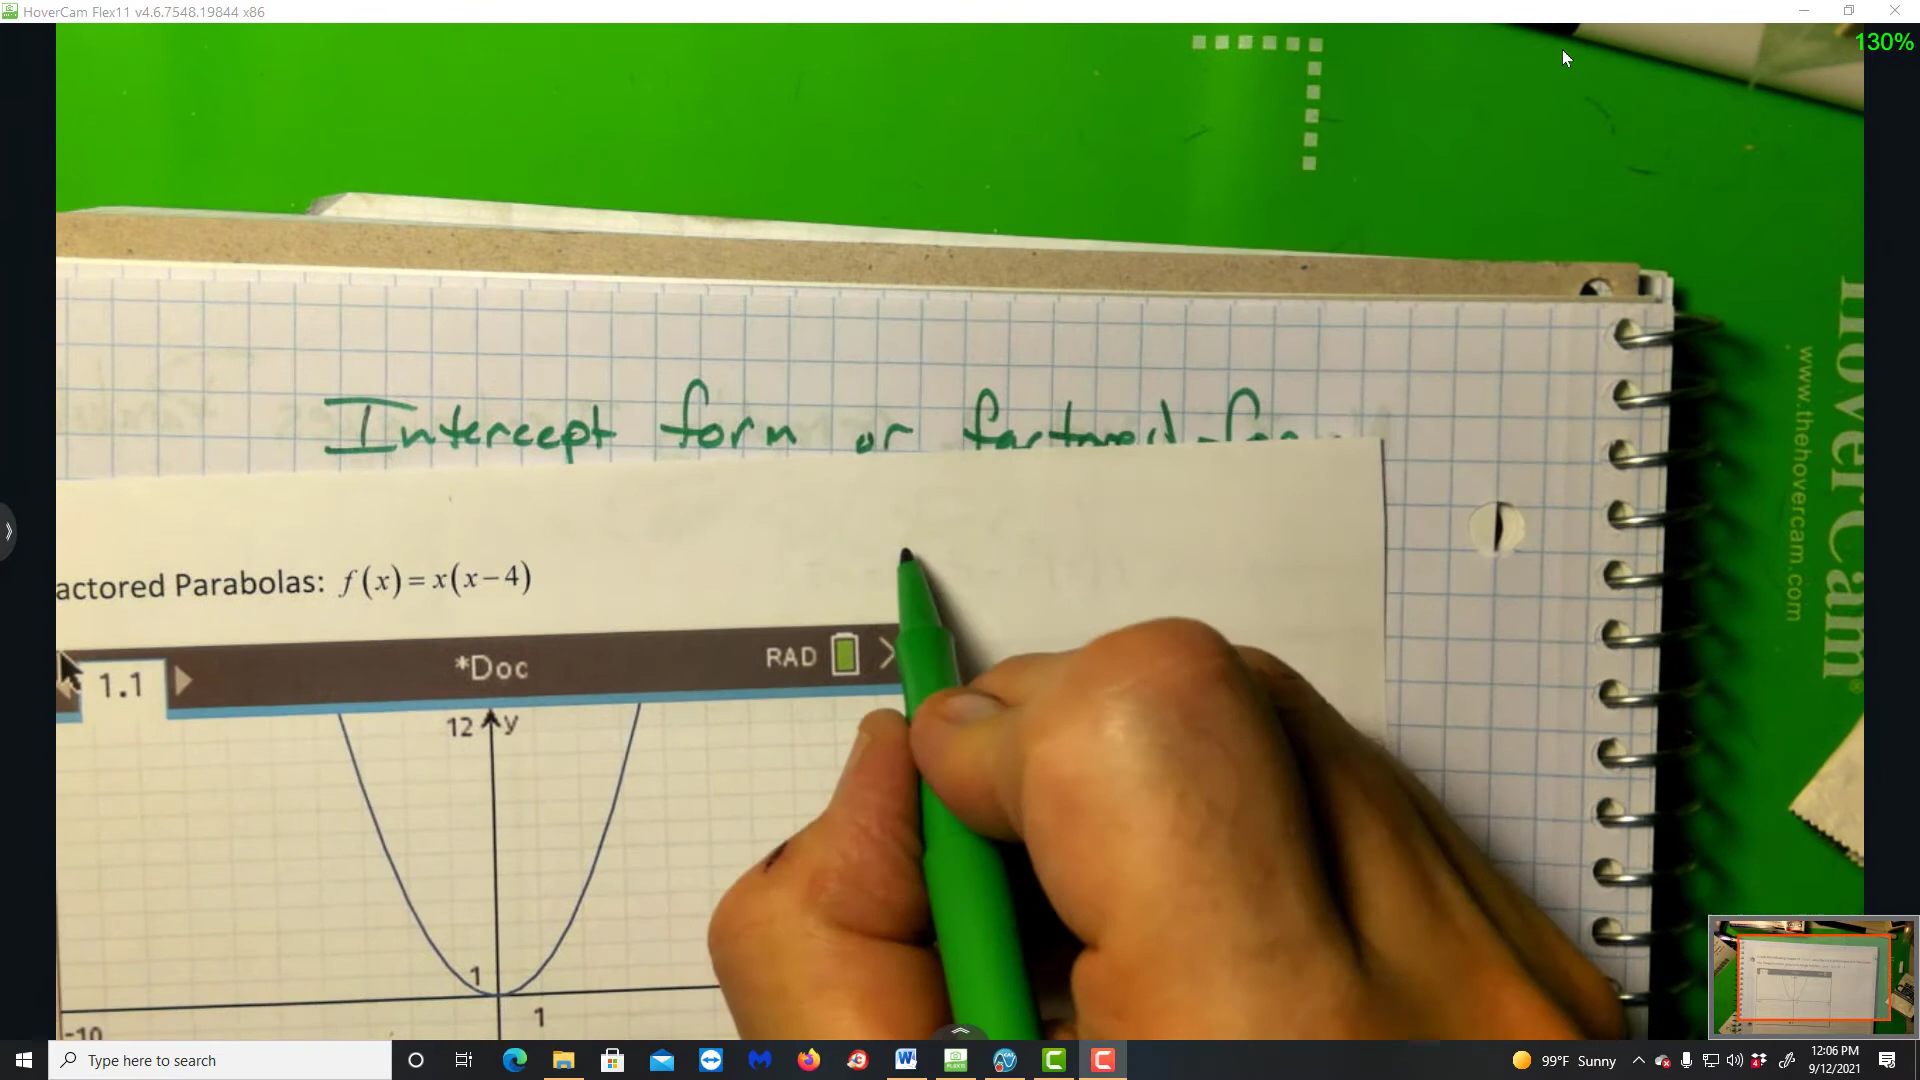 HoverCam Flex11 v4.6.7548.19844 x86
130%
HoverCam®
www.thehovercam.com
Intercept form or factored
actored Parabolas: f(x)=x(x−4)
1.1
*Doc
RAD
12
y
1
1
-10
Type here to search
99°F Sunny
12:06 PM
9/12/2021